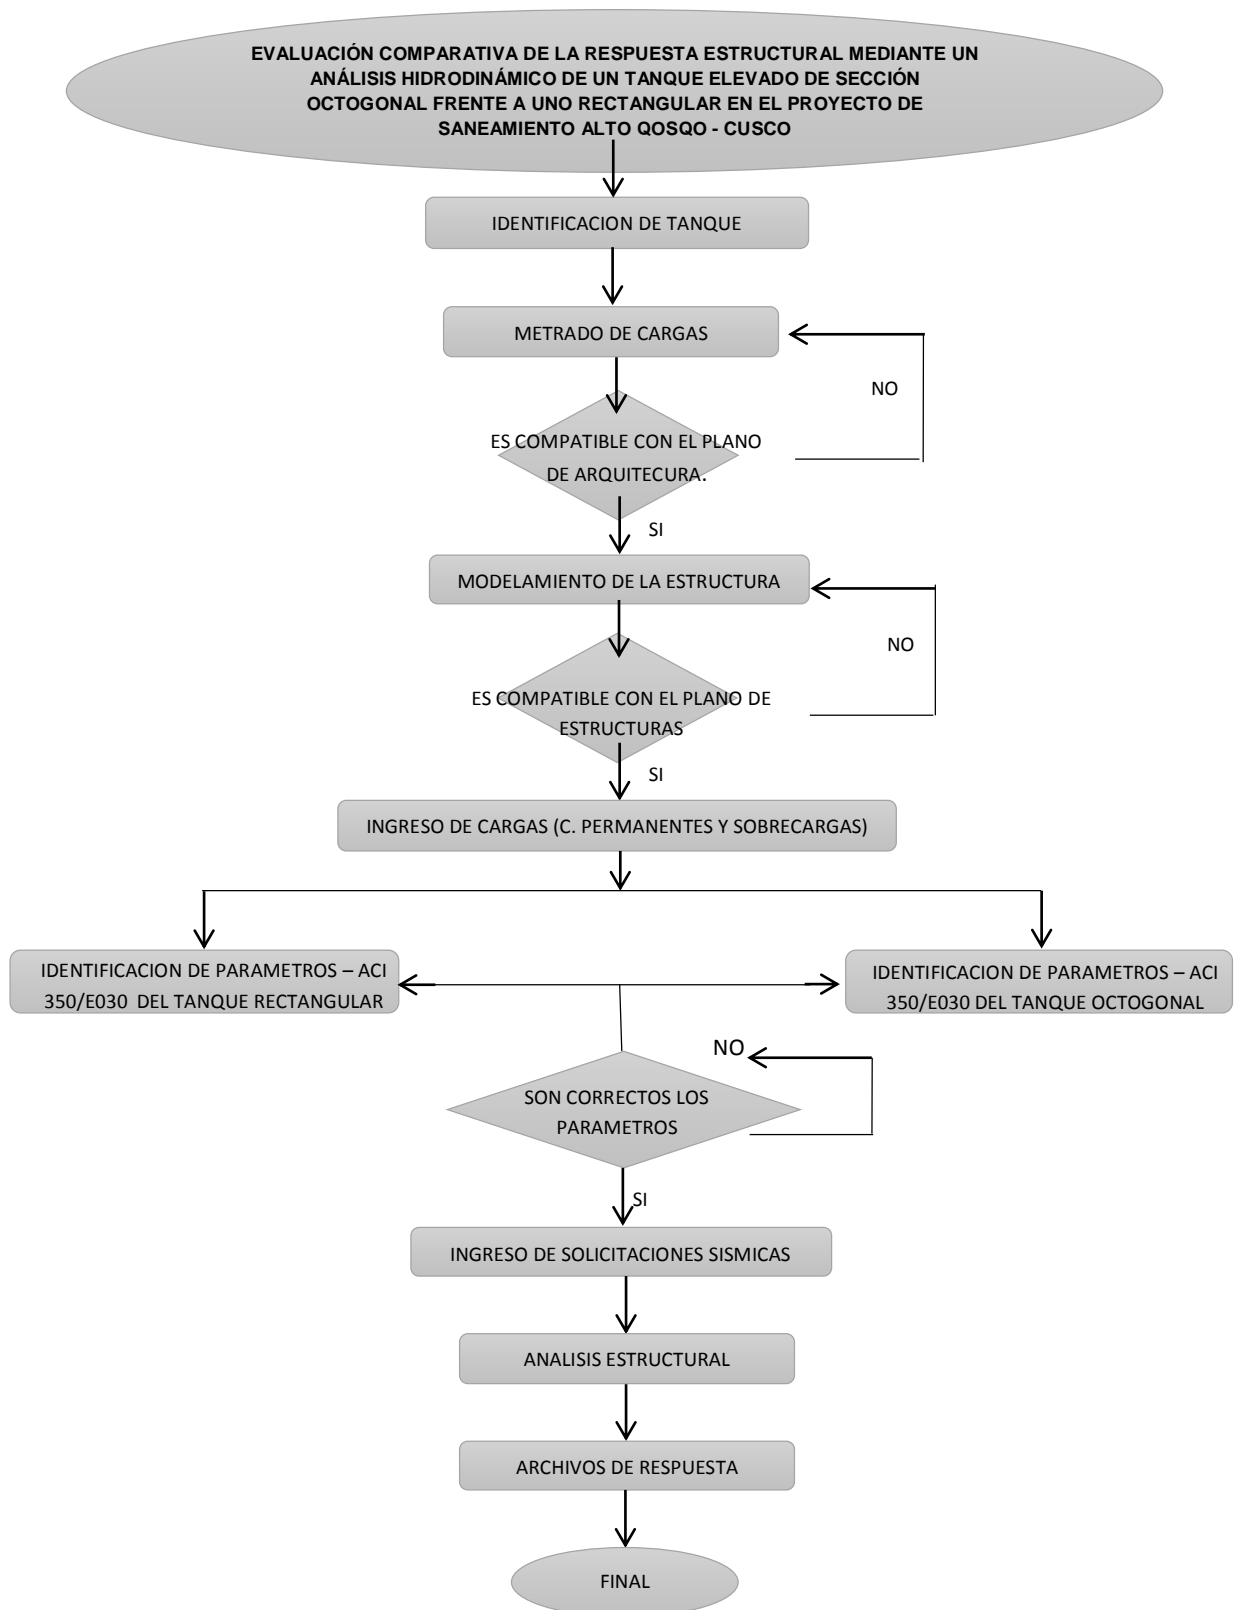 EVALUACIÓN COMPARATIVA DE LA RESPUESTA ESTRUCTURAL MEDIANTE UN
ANÁLISIS HIDRODINÁMICO DE UN TANQUE ELEVADO DE SECCIÓN
OCTOGONAL FRENTE A UNO RECTANGULAR EN EL PROYECTO DE
SANEAMIENTO ALTO QOSQO - CUSCO
IDENTIFICACION DE TANQUE
METRADO DE CARGAS
NO
ES COMPATIBLE CON EL PLANO
DE ARQUITECURA.
SI
MODELAMIENTO DE LA ESTRUCTURA
NO
ES COMPATIBLE CON EL PLANO DE
ESTRUCTURAS
SI
INGRESO DE CARGAS (C. PERMANENTES Y SOBRECARGAS)
IDENTIFICACION DE PARAMETROS – ACI
350/E030 DEL TANQUE RECTANGULAR
IDENTIFICACION DE PARAMETROS – ACI
350/E030 DEL TANQUE OCTOGONAL
NO
SON CORRECTOS LOS
PARAMETROS
SI
INGRESO DE SOLICITACIONES SISMICAS
ANALISIS ESTRUCTURAL
ARCHIVOS DE RESPUESTA
FINAL